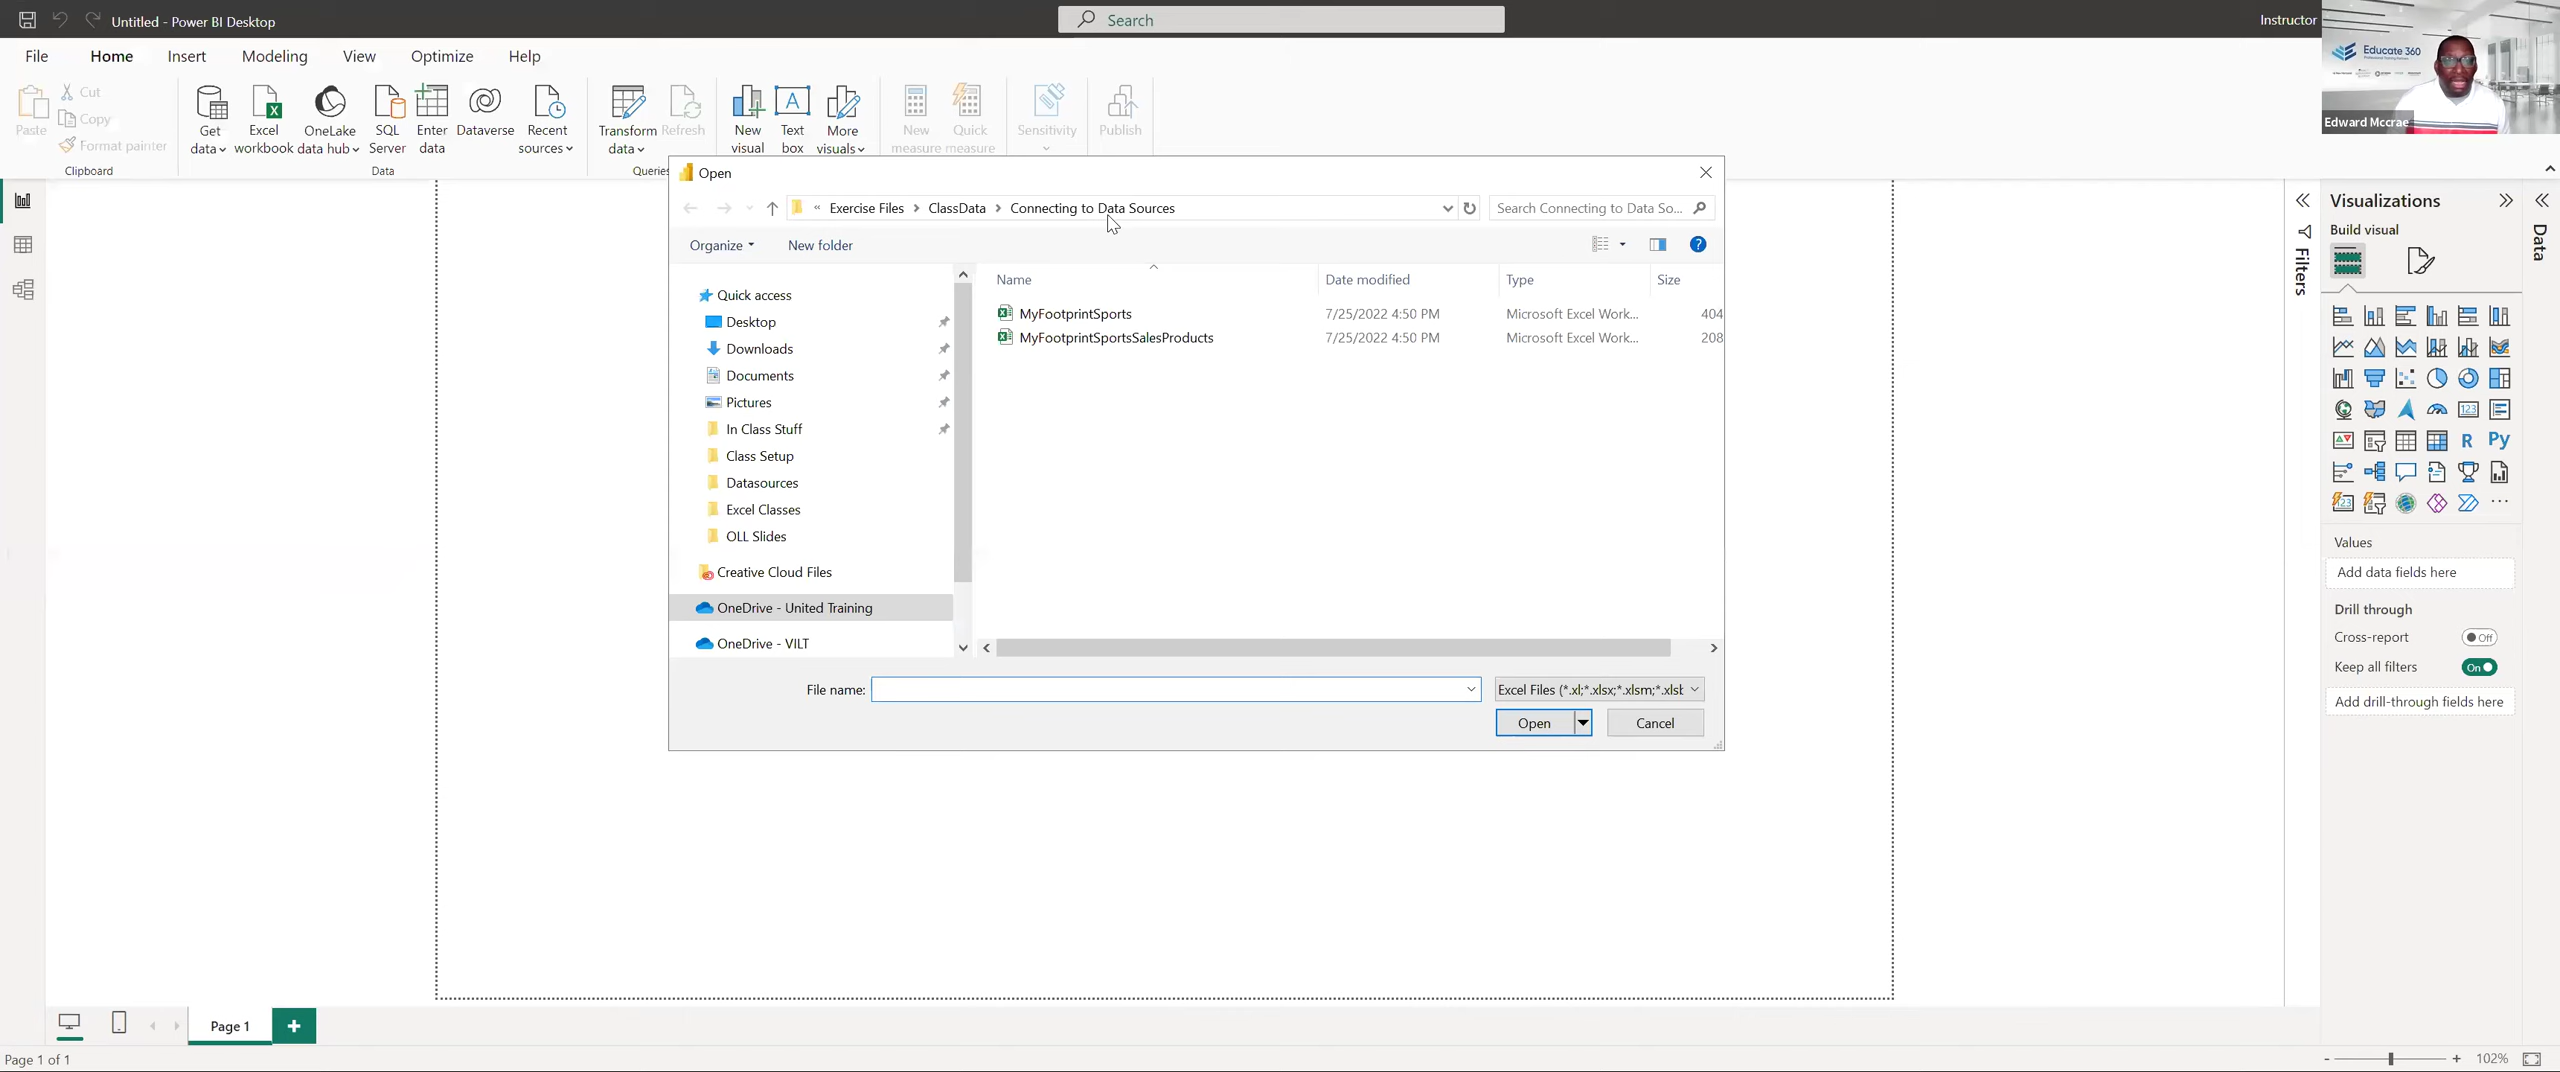 Untitled - Power BI Desktop
Search
Instructor
Educate 360
Edward Mccrae
File
Home
Insert
Modeling
View
Optimize
Help
Paste
Cut
Copy
Format painter
Clipboard
Get data
Excel workbook
OneLake data hub
SQL Server
Enter data
Dataverse
Recent sources
Data
Transform data
Refresh
Queries
New visual
Text box
More visuals
New measure
Quick measure
Sensitivity
Publish
Open
« Exercise Files > ClassData > Connecting to Data Sources
Search Connecting to Data So...
Organize
New folder
Name
Date modified
Type
Size
MyFootprintSports 7/25/2022 4:50 PM Microsoft Excel Work... 404
MyFootprintSportsSalesProducts 7/25/2022 4:50 PM Microsoft Excel Work... 208
Quick access
Desktop
Downloads
Documents
Pictures
In Class Stuff
Class Setup
Datasources
Excel Classes
OLL Slides
Creative Cloud Files
OneDrive - United Training
OneDrive - VILT
File name:
Excel Files (*.xl;*.xlsx;*.xlsm;*.xlsb
Open
Cancel
Filters
Visualizations
Build visual
Data
123
R
Py
123
Values
Add data fields here
Drill through
Cross-report
Off
Keep all filters
On
Add drill-through fields here
Page 1
Page 1 of 1
- + 102%